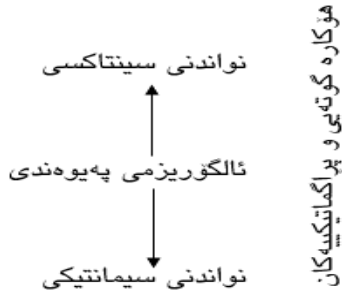 نواندنی سینتاکسی
ئالگۆریزمی پەیوەندی
نواندنی سیمانتیکی
هۆکارە گوتەیی و پراگماتیکییەکان